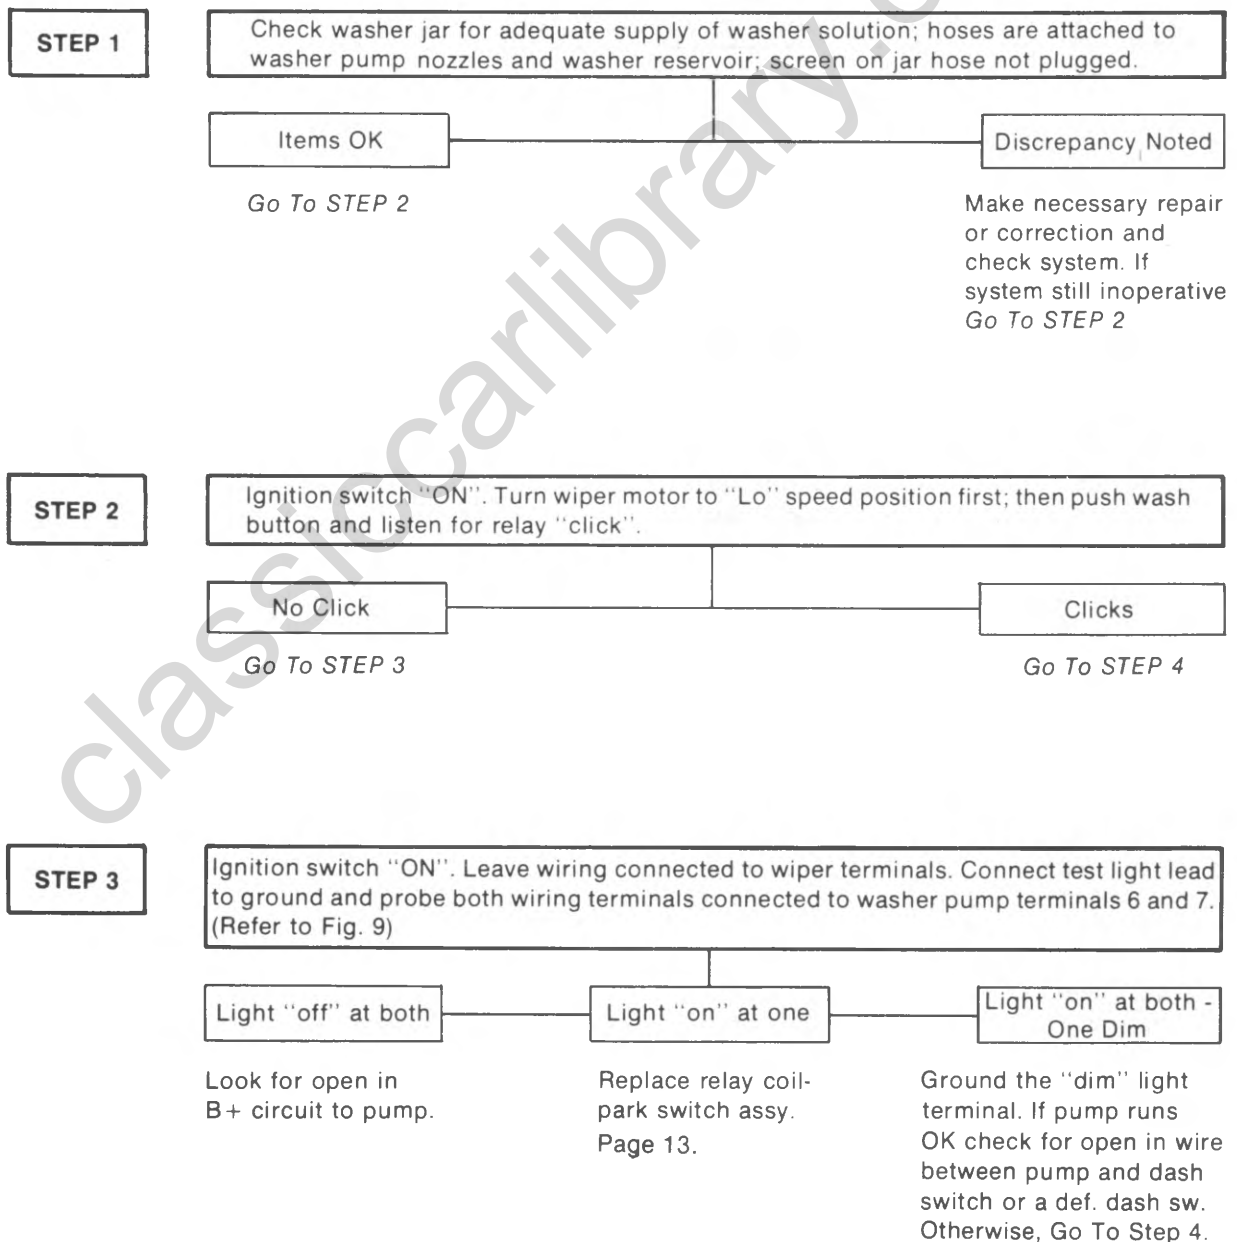 STEP 1
Check washer jar for adequate supply of washer solution; hoses are attached to
washer pump nozzles and washer reservoir; screen on jar hose not plugged.
Items OK
Go To STEP 2
Discrepancy Noted
Make necessary repair
or correction and
check system. If
system still inoperative
Go To STEP 2
STEP 2
Ignition switch "ON". Turn wiper motor to "Lo" speed position first; then push wash
button and listen for relay "click".
No Click
Go To STEP 3
Clicks
Go To STEP 4
STEP 3
Ignition switch "ON". Leave wiring connected to wiper terminals. Connect test light lead
to ground and probe both wiring terminals connected to washer pump terminals 6 and 7.
(Refer to Fig. 9)
Light "off" at both
Look for open in
B+ circuit to pump.
Light "on" at one
Replace relay coil-
park switch assy.
Page 13.
Light "on" at both -
One Dim
Ground the "dim" light
terminal. If pump runs
OK check for open in wire
between pump and dash
switch or a def. dash sw.
Otherwise, Go To Step 4.
classiccarlibrary.c